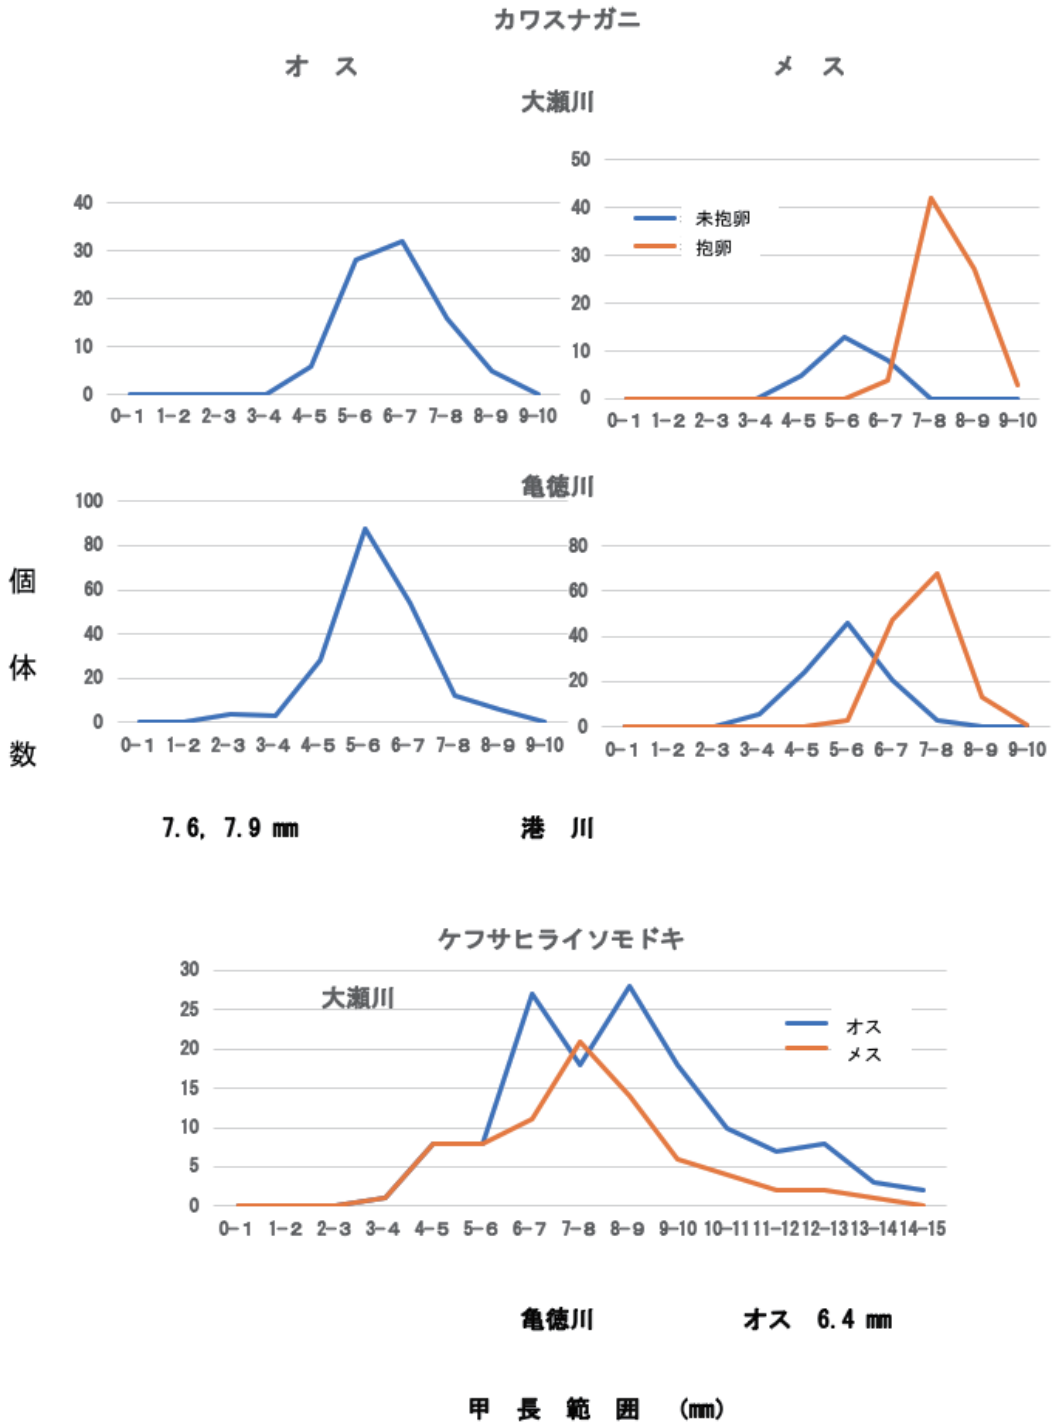 カワスナガニ
オ ス
メ ス
大瀬川
40
30
20
10
0
0-1 1-2 2-3 3-4 4-5 5-6 6-7 7-8 8-9 9-10
50
40
30
20
10
0
未抱卵
抱卵
0-1 1-2 2-3 3-4 4-5 5-6 6-7 7-8 8-9 9-10
亀徳川
100
80
60
40
20
0
0-1 1-2 2-3 3-4 4-5 5-6 6-7 7-8 8-9 9-10
80
60
40
20
0
0-1 1-2 2-3 3-4 4-5 5-6 6-7 7-8 8-9 9-10
個
体
数
7.6, 7.9 mm
港 川
ケフサヒライソモドキ
大瀬川
30
25
20
15
10
5
0
オス
メス
0-1 1-2 2-3 3-4 4-5 5-6 6-7 7-8 8-9 9-10 10-11 11-12 12-13 13-14 14-15
亀徳川
オス 6.4 mm
甲 長 範 囲 (mm)